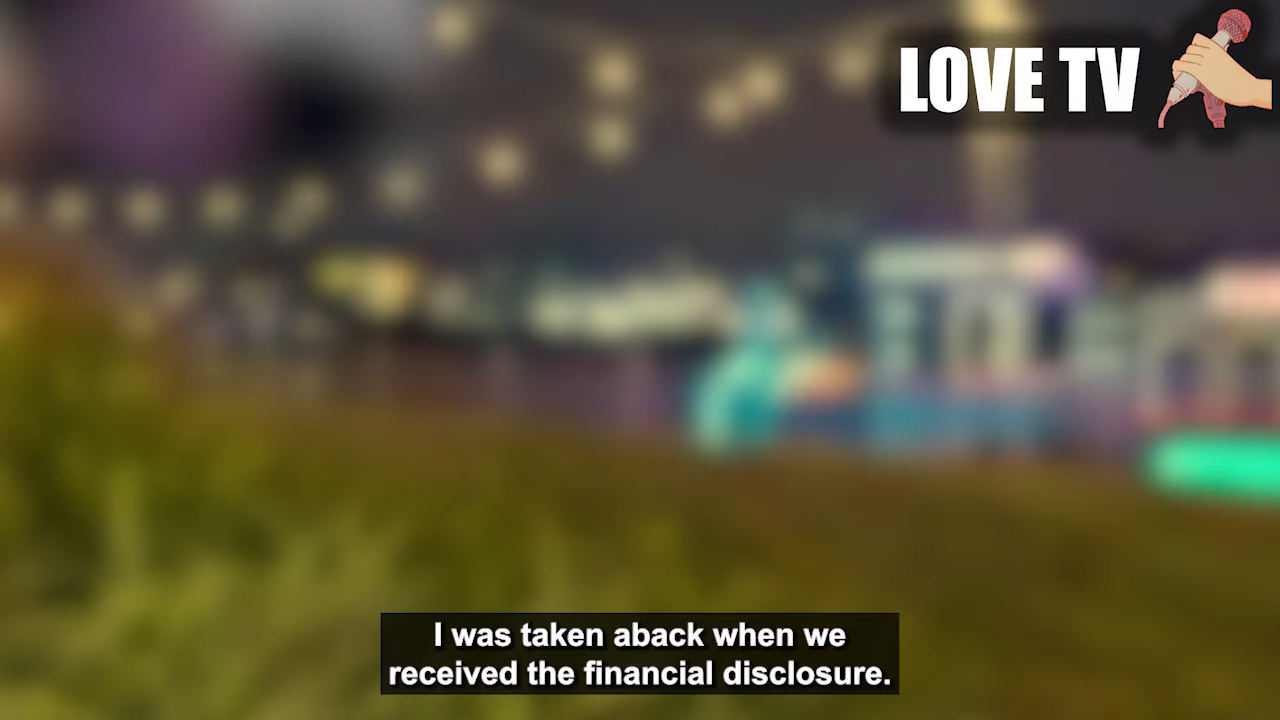 LOVE TV
I was taken aback when we
received the financial disclosure.